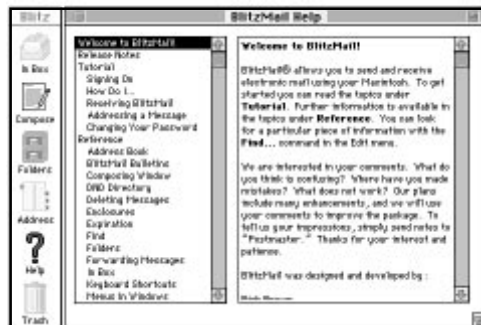 Blitz
BlitzMail Help
In Box
Compose
Folders
Address
Help
Trash
Welcome to BlitzMail!
Release Notes
Tutorial
Signing On
How Do I...
Receiving BlitzMail
Addressing a Message
Changing Your Password
Reference
Address Book
BlitzMail Bulletins
Composing Window
DND Directory
Deleting Messages
Enclosures
Expiration
Find
Folders
Forwarding Messages
In Box
Keyboard Shortcuts
Menus in Windows
Welcome to BlitzMail!
BlitzMail® allows you to send and receive
electronic mail using your Macintosh. To get
started you can read the topics under
Tutorial. Further information is available in
the topics under Reference. You can look
for a particular piece of information with the
Find... command in the Edit menu.
We are interested in your comments. What do
you think is confusing? Where have you made
mistakes? What does not work? Our plans
include many enhancements, and we will use
your comments to improve the package. To
tell us your impressions, simply send notes to
"Postmaster." Thanks for your interest and
patience.
BlitzMail was designed and developed by: